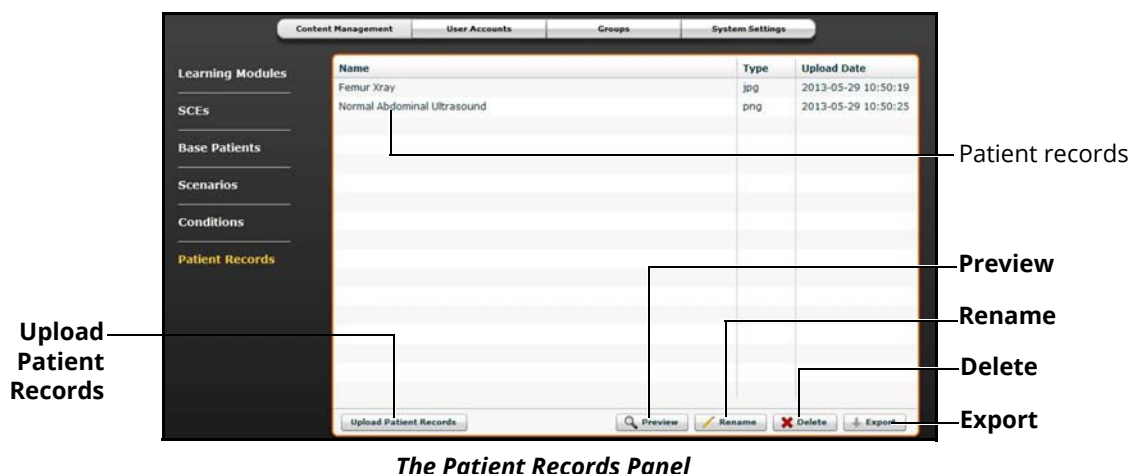 Content Management User Accounts Groups System Settings
Learning Modules
SCEs
Base Patients
Scenarios
Conditions
Patient Records
Name Type Upload Date
Femur Xray jpg 2013-05-29 10:50:19
Normal Abdominal Ultrasound png 2013-05-29 10:50:25
Upload Patient Records Preview Rename Delete Export
Patient records
Preview
Rename
Delete
Export
Upload
Patient
Records
The Patient Records Panel